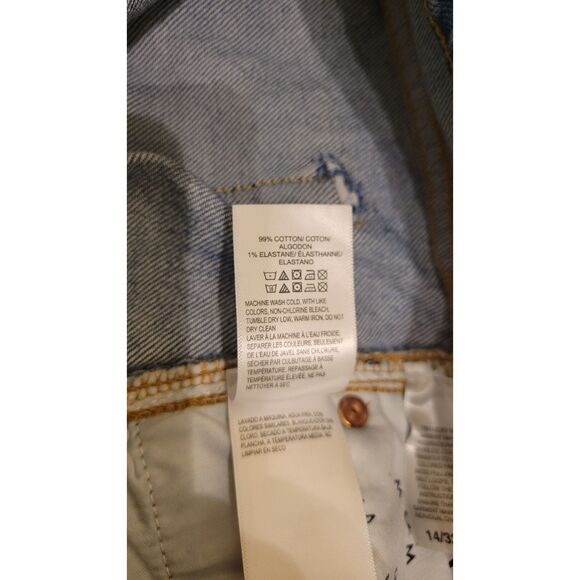 99% COTTON/ COTON/
ALGODON
1% ELASTANE/ ÉLASTHANNE/
ELASTANO
MACHINE WASH COLD, WITH LIKE
COLORS, NON-CHLORINE BLEACH,
TUMBLE DRY LOW, WARM IRON, DO NOT
DRY CLEAN
LAVER À LA MACHINE À L'EAU FROIDE,
SEPARER LES COULEURS, SEULEMENT
DE L'EAU DE JAVEL SANS CHLORURE,
SÉCHER PAR CULBUTAGE À BASSE
TEMPÉRATURE, REPASSAGE À
TEMPÉRATURE ÉLEVÉE, NE PAS
NETTOYER À SEC
LAVADO A MAQUINA, AGUA FRIA, CON
COLORES SIMILARES, BLANQUEADOR SIN
CLORO, SECADO A TEMPERATURA BAJA,
PLANCHA A TEMPERATURA MEDIA, NO
LIMPIAR EN SECO
14/32